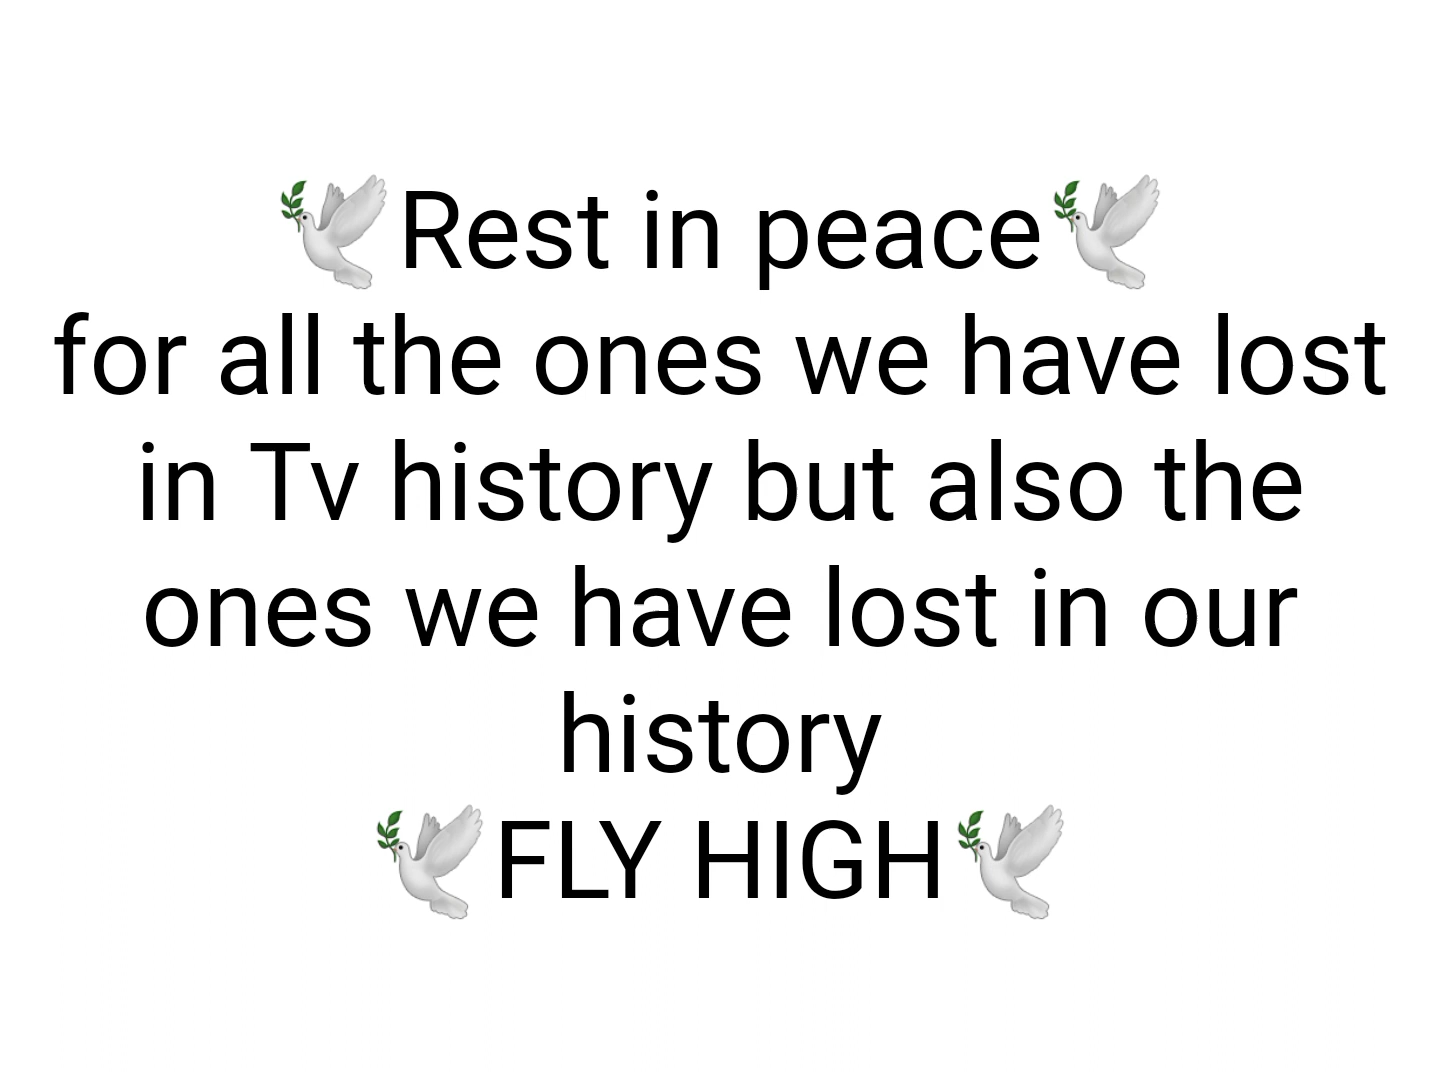 🕊️Rest in peace🕊️
for all the ones we have lost
in Tv history but also the
ones we have lost in our
history
🕊️FLY HIGH🕊️